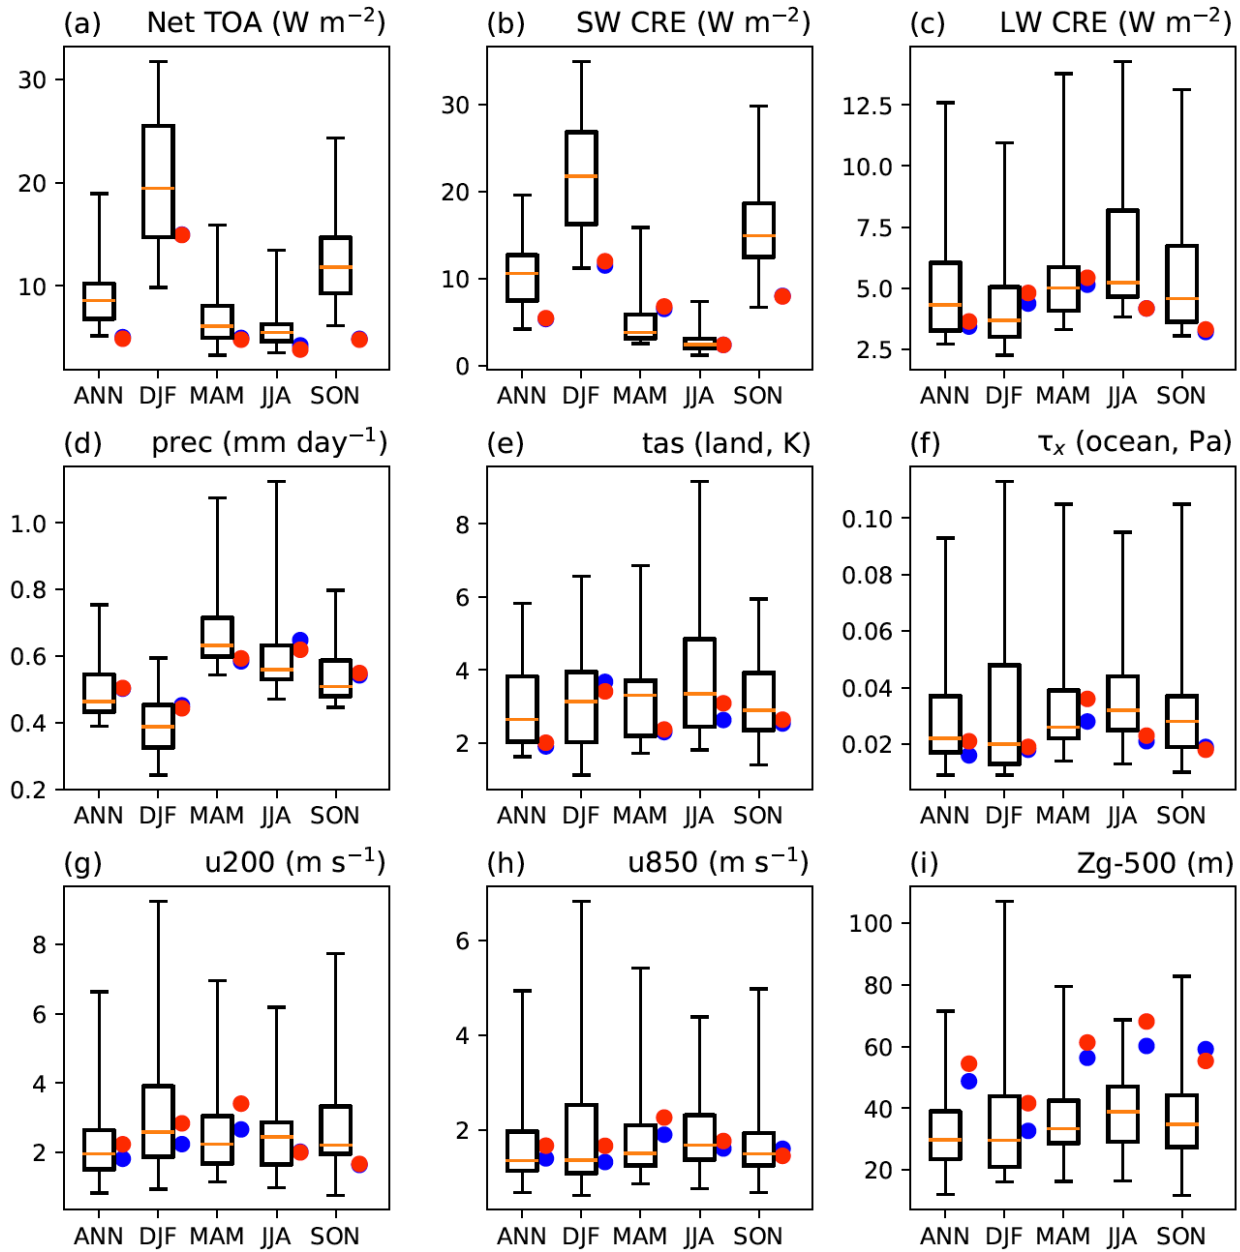 (a) Net TOA (W m⁻²)
30
20
10
ANN DJF MAM JJA SON
(b) SW CRE (W m⁻²)
30
20
10
0
ANN DJF MAM JJA SON
(c) LW CRE (W m⁻²)
12.5
10.0
7.5
5.0
2.5
ANN DJF MAM JJA SON
(d) prec (mm day⁻¹)
1.0
0.8
0.6
0.4
0.2
ANN DJF MAM JJA SON
(e) tas (land, K)
8
6
4
2
ANN DJF MAM JJA SON
(f) τₓ (ocean, Pa)
0.10
0.08
0.06
0.04
0.02
ANN DJF MAM JJA SON
(g) u200 (m s⁻¹)
8
6
4
2
ANN DJF MAM JJA SON
(h) u850 (m s⁻¹)
6
4
2
ANN DJF MAM JJA SON
(i) Zg-500 (m)
100
80
60
40
20
ANN DJF MAM JJA SON